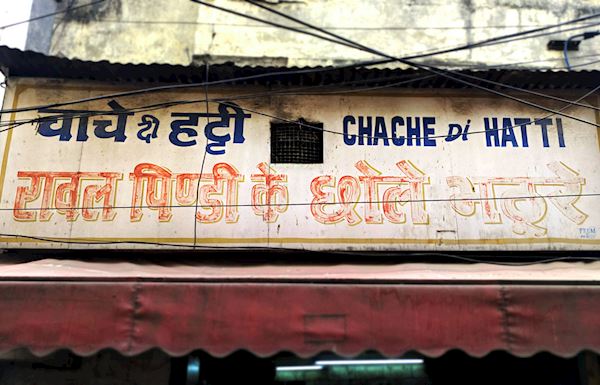 चाचे दी हट्टी
CHACHE Di HATTI
रावल पिण्डी के छोले भटूरे